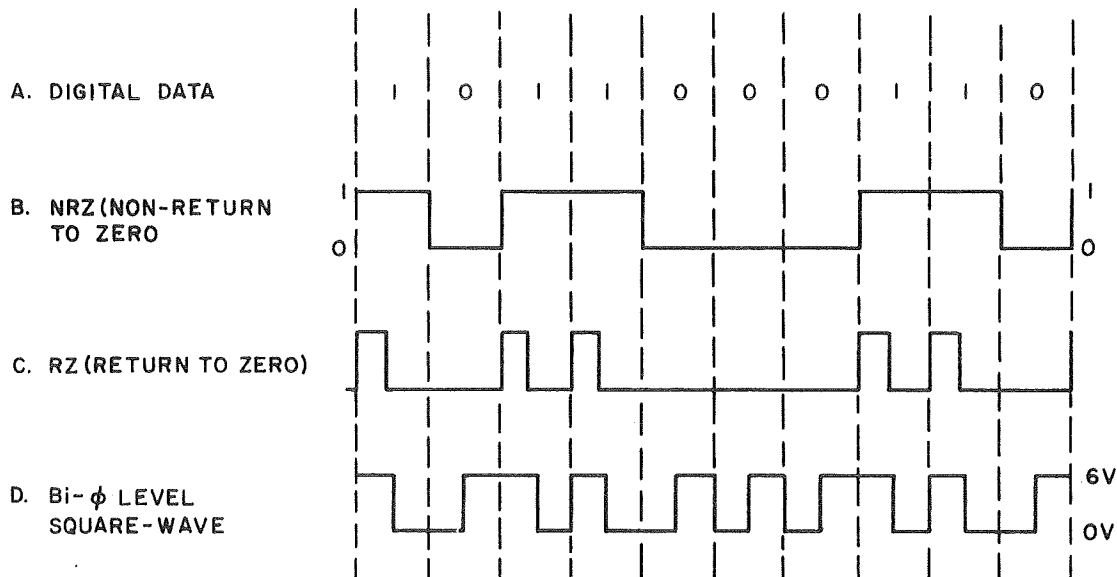 A. DIGITAL DATA 1 0 1 1 0 0 0 1 1 0
1 1
B. NRZ (NON-RETURN
TO ZERO
0 0
C. RZ (RETURN TO ZERO)
D. Bi-ϕ LEVEL 6V
SQUARE-WAVE 0V